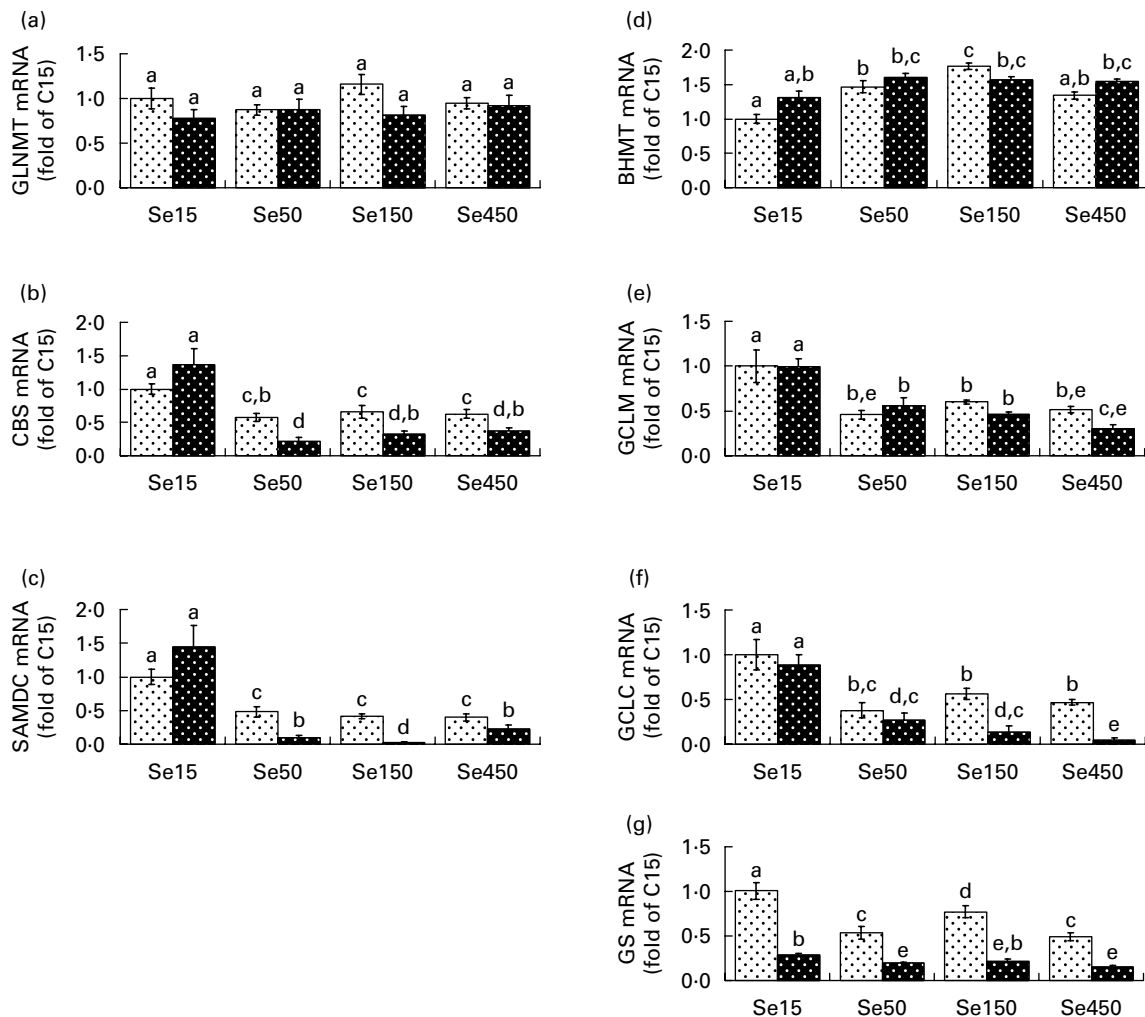 (a)
GLNMT mRNA
(fold of C15)
1·5
1·0
0·5
0·0
a
a
a
a
a
a
a
a
Se15 Se50 Se150 Se450
(b)
CBS mRNA
(fold of C15)
2·0
1·5
1·0
0·5
0·0
a
a
c,b
d
c
d,b
c
d,b
Se15 Se50 Se150 Se450
(c)
SAMDC mRNA
(fold of C15)
2·0
1·5
1·0
0·5
0·0
a
a
c
b
c
d
c
b
Se15 Se50 Se150 Se450
(d)
BHMT mRNA
(fold of C15)
2·0
1·5
1·0
0·5
0·0
a
a,b
b
b,c
c
b,c
a,b
b,c
Se15 Se50 Se150 Se450
(e)
GCLM mRNA
(fold of C15)
1·5
1·0
0·5
0·0
a
a
b,e
b
b
b
b,e
c,e
Se15 Se50 Se150 Se450
(f)
GCLC mRNA
(fold of C15)
1·5
1·0
0·5
0·0
a
a
b,c
d,c
b
d,c
b
e
Se15 Se50 Se150 Se450
(g)
GS mRNA
(fold of C15)
1·5
1·0
0·5
0·0
a
b
c
e
d
e,b
c
e
Se15 Se50 Se150 Se450